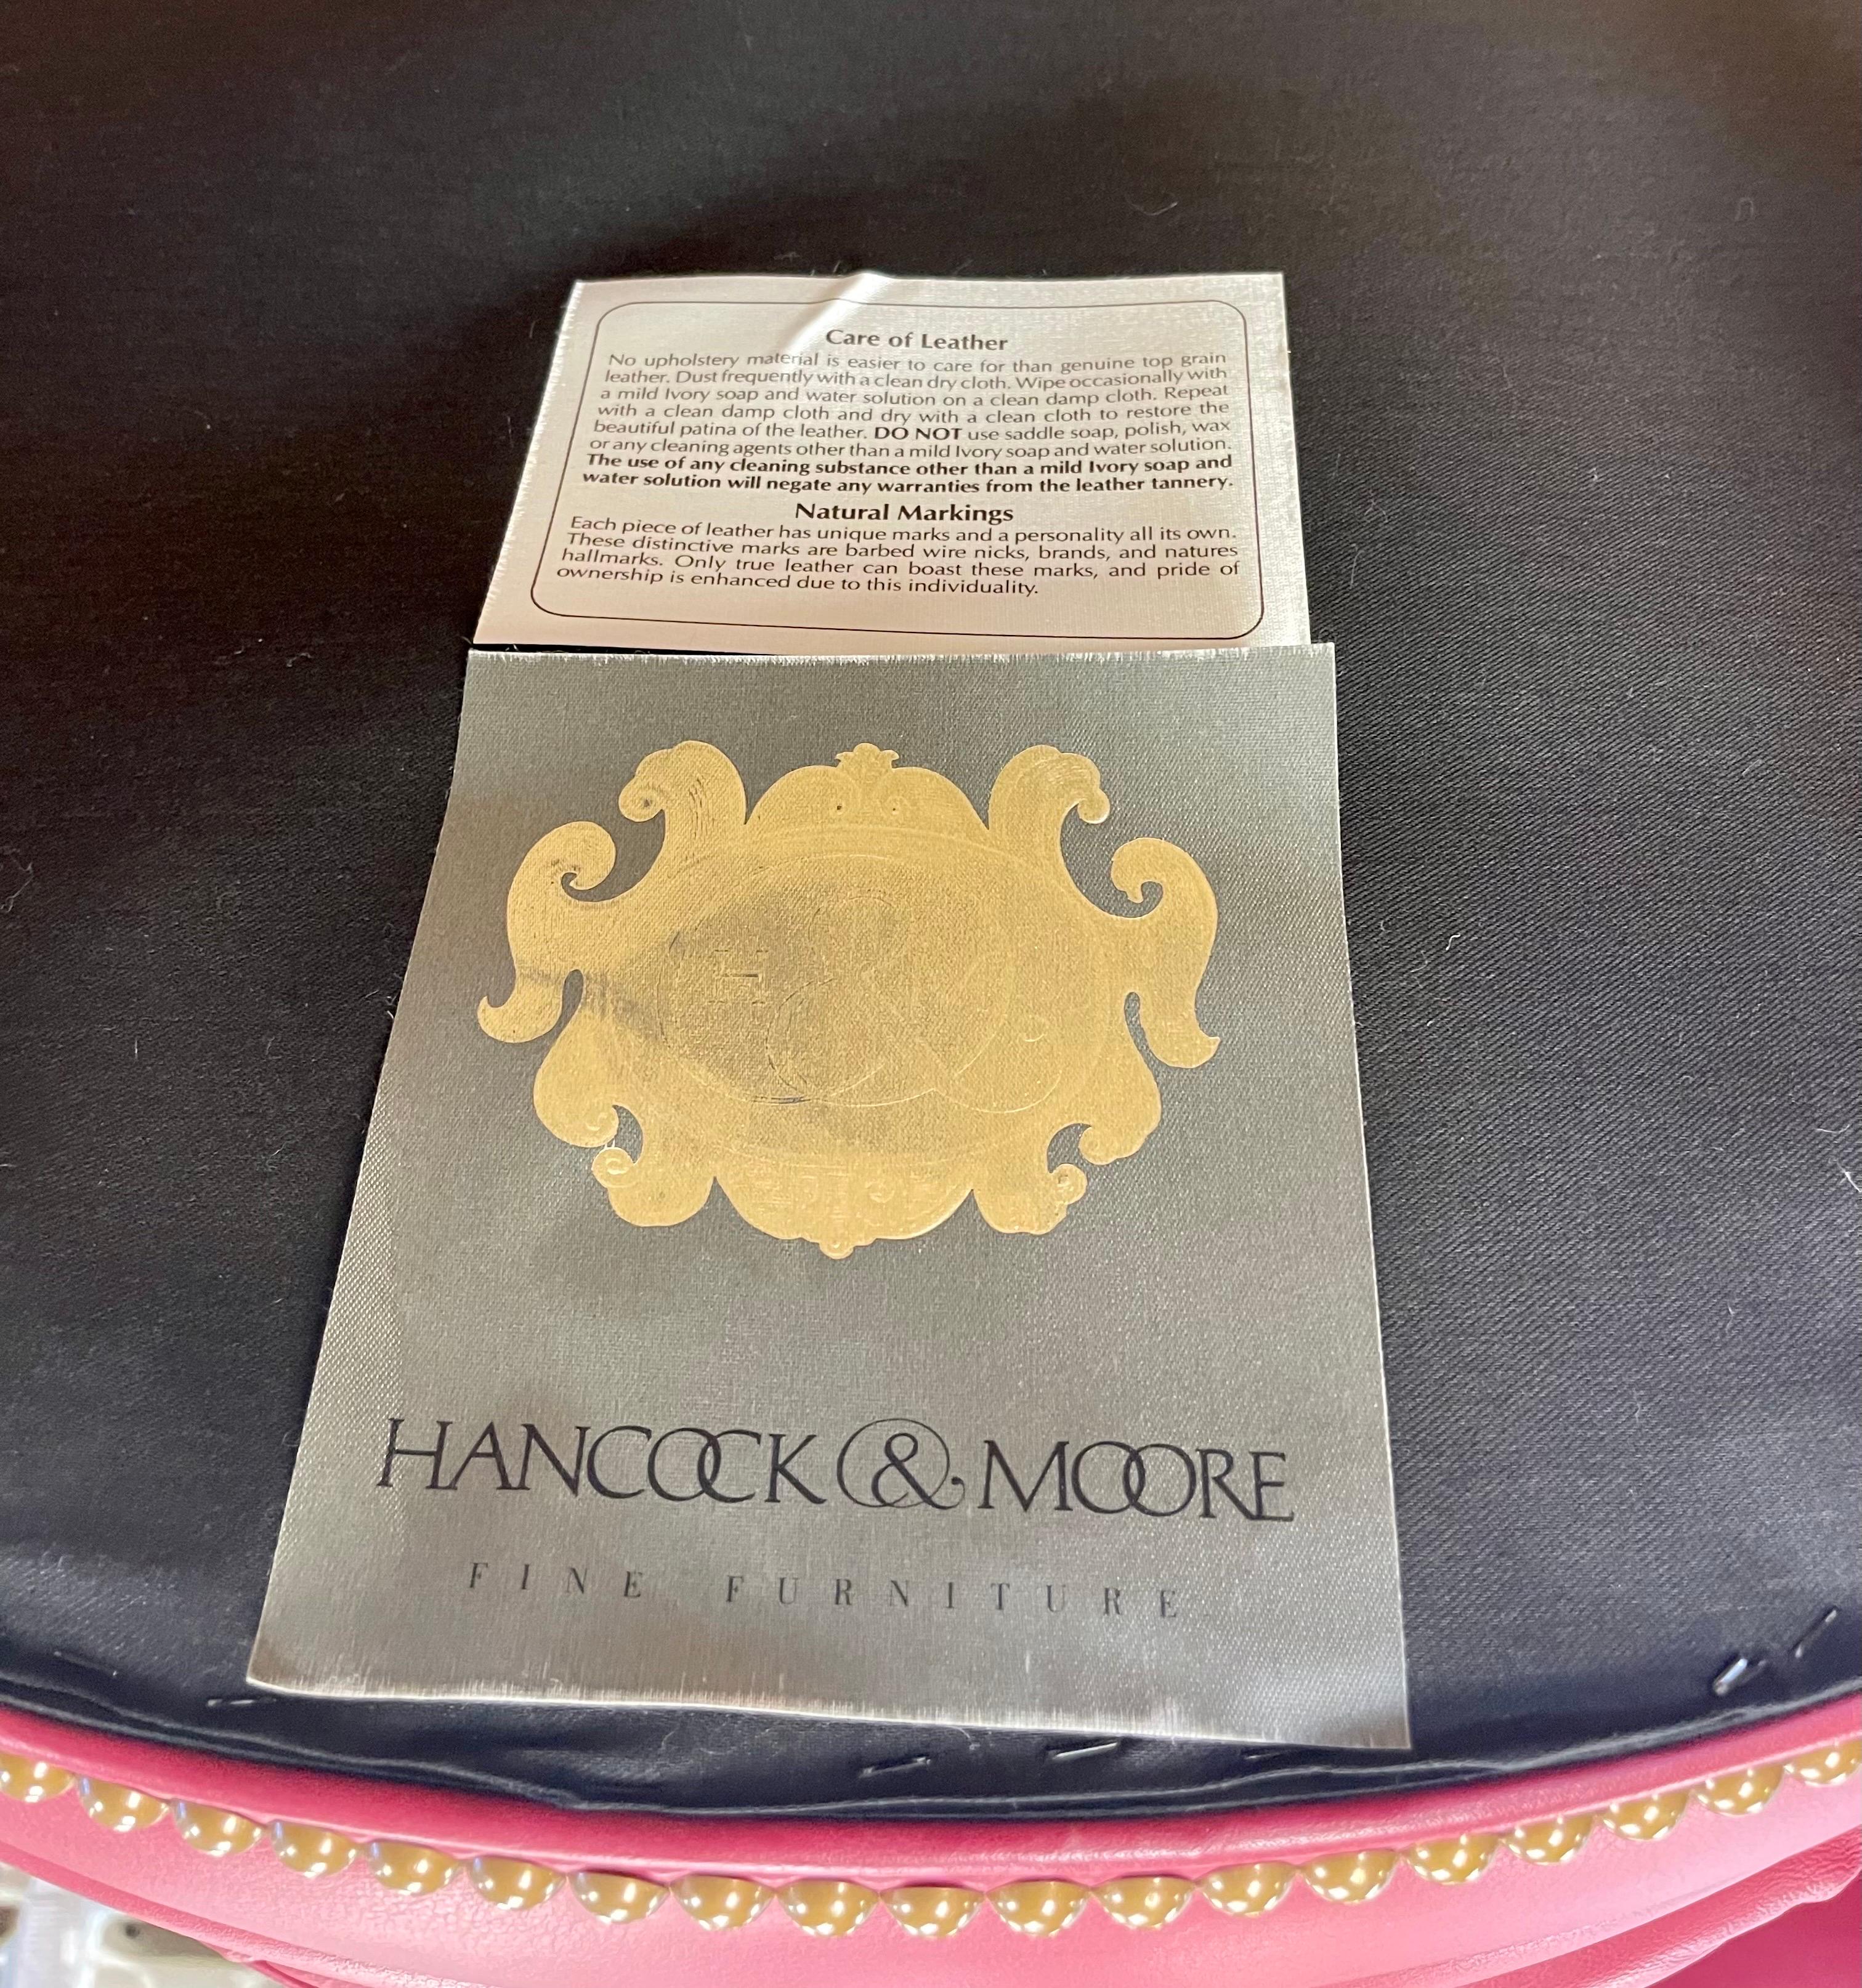 Care of Leather
No upholstery material is easier to care for than genuine top grain
leather. Dust frequently with a clean dry cloth. Wipe occasionally with
a mild Ivory soap and water solution on a clean damp cloth. Repeat
with a clean damp cloth and dry with a clean cloth to restore the
beautiful patina of the leather. DO NOT use saddle soap, polish, wax
or any cleaning agents other than a mild Ivory soap and water solution.
The use of any cleaning substance other than a mild Ivory soap and
water solution will negate any warranties from the leather tannery.
Natural Markings
Each piece of leather has unique marks and a personality all its own.
These distinctive marks are barbed wire nicks, brands, and natures
hallmarks. Only true leather can boast these marks, and pride of
ownership is enhanced due to this individuality.
H &
HANCOCK & MOORE
FINE FURNITURE